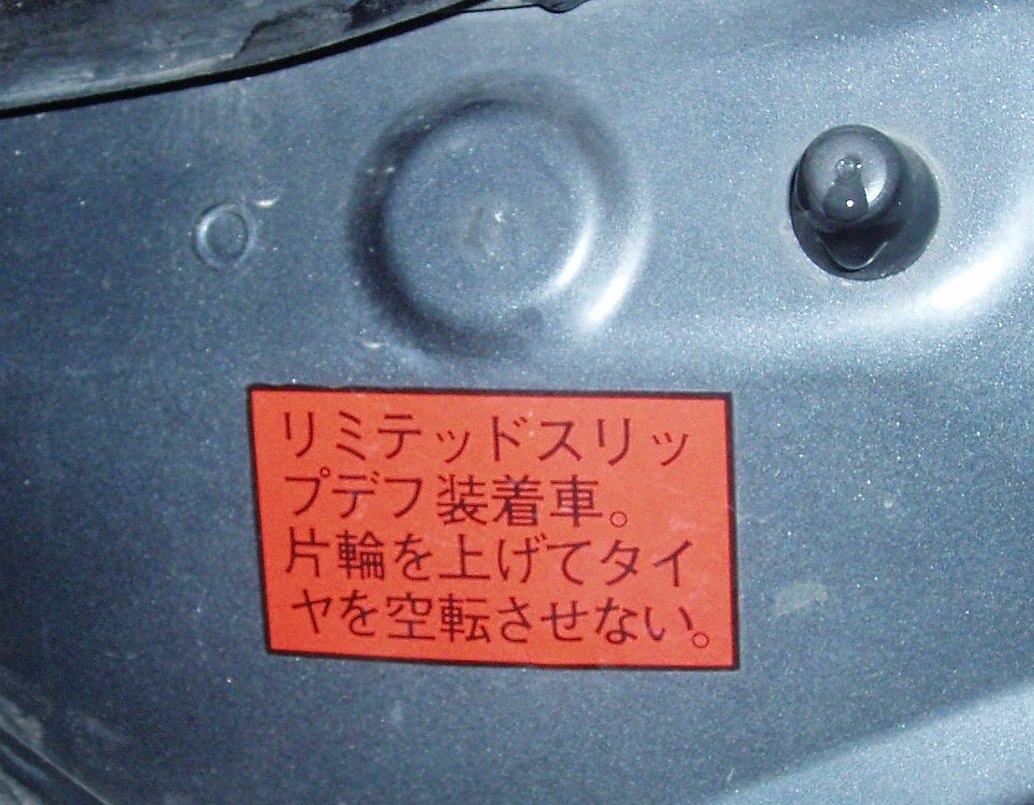 リミテッドスリッ
プデフ装着車。
片輪を上げてタイ
ヤを空転させない。